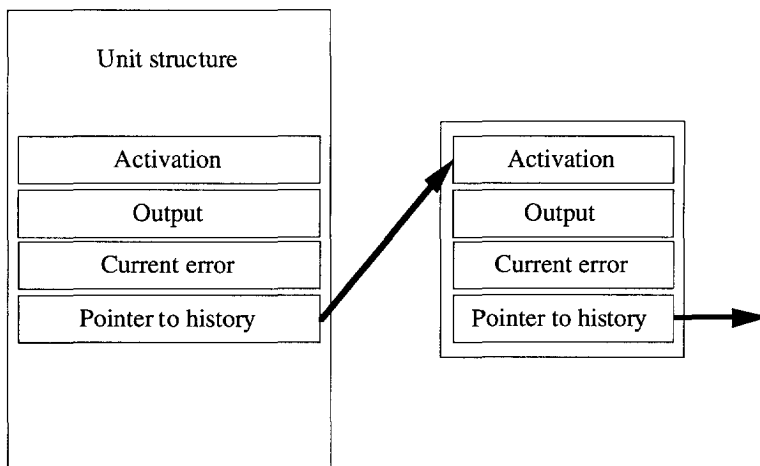 Unit structure
Activation
Output
Current error
Pointer to history
Activation
Output
Current error
Pointer to history